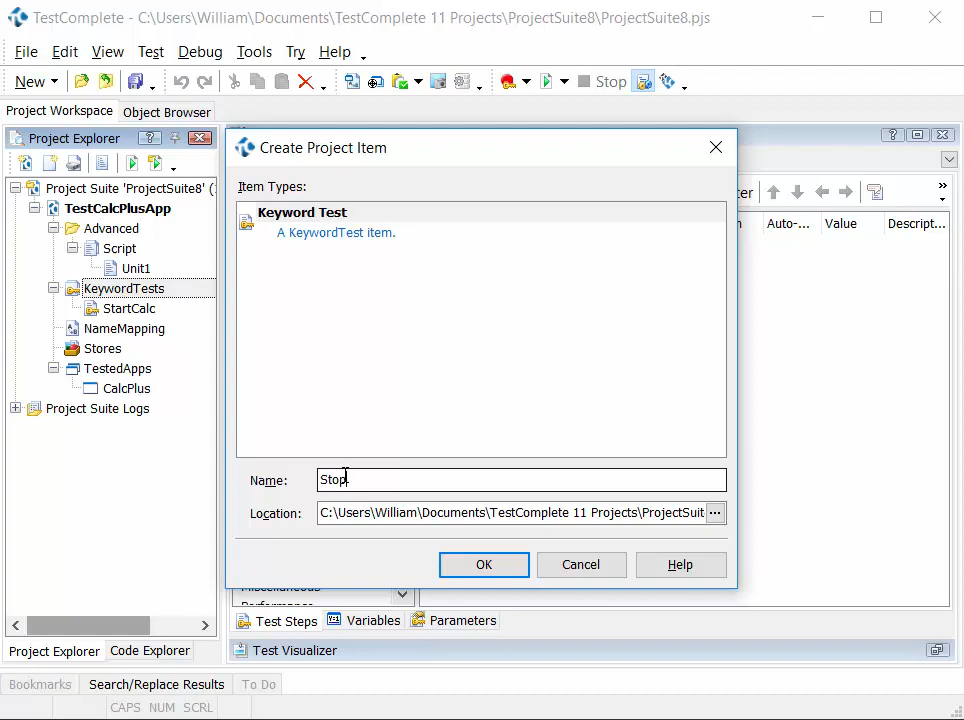 TestComplete - C:\Users\William\Documents\TestComplete 11 Projects\ProjectSuite8\ProjectSuite8.pjs
File Edit View Test Debug Tools Try Help
New Stop
Project Workspace Object Browser
Project Explorer
Project Suite 'ProjectSuite8' (
TestCalcPlusApp
Advanced
Script
Unit1
KeywordTests
StartCalc
NameMapping
Stores
TestedApps
CalcPlus
Project Suite Logs
Project Explorer Code Explorer
Create Project Item
Item Types:
Keyword Test
A KeywordTest item.
Name: Stop
Location: C:\Users\William\Documents\TestComplete 11 Projects\ProjectSuit ...
OK Cancel Help
Auto-... Value Descript...
Miscellaneous
Performance
Test Steps Variables Parameters
Test Visualizer
Bookmarks Search/Replace Results To Do
CAPS NUM SCRL